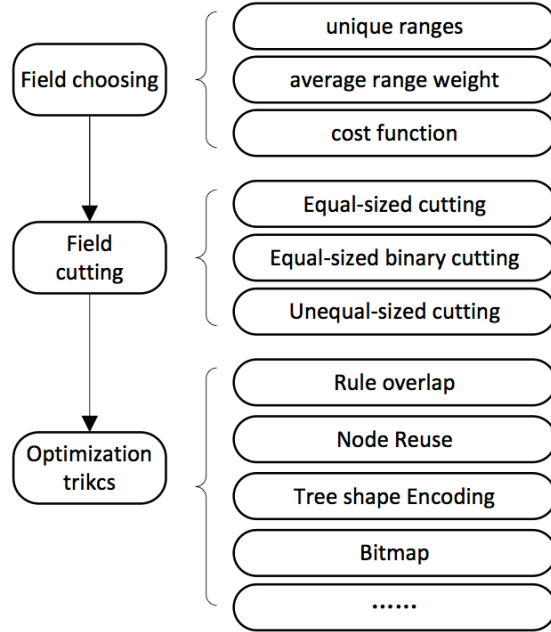 Field choosing
unique ranges
average range weight
cost function
Field
cutting
Equal-sized cutting
Equal-sized binary cutting
Unequal-sized cutting
Optimization
trikcs
Rule overlap
Node Reuse
Tree shape Encoding
Bitmap
······